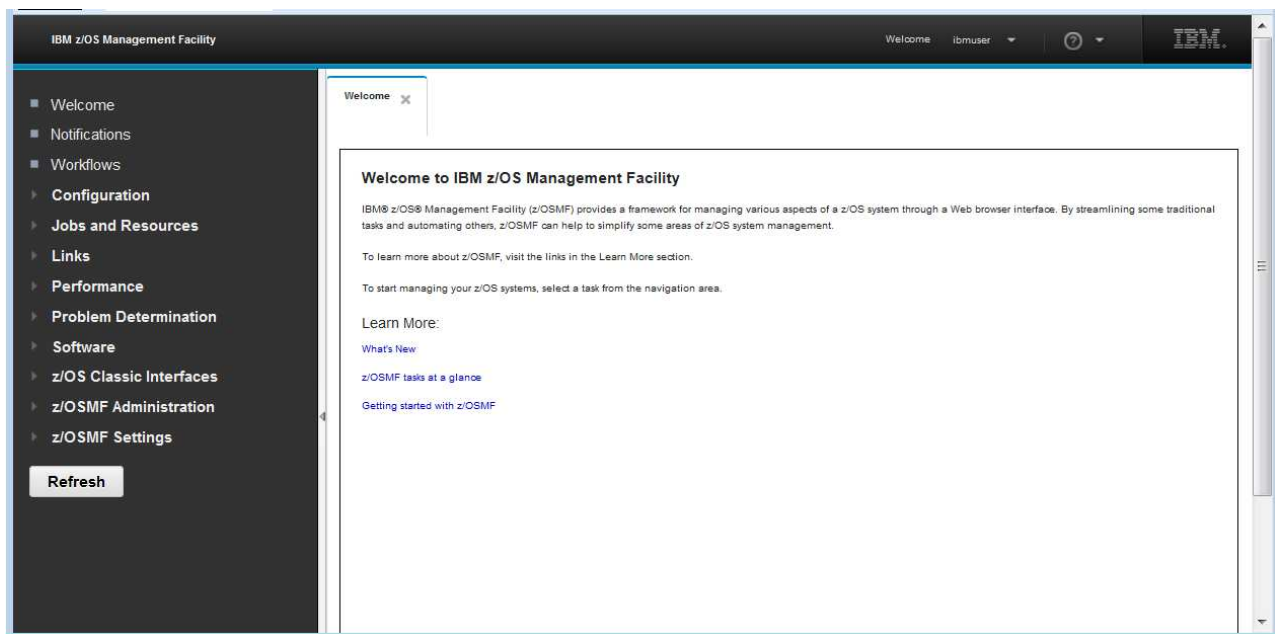 IBM z/OS Management Facility
Welcome ibmuser
IBM.
Welcome
Notifications
Workflows
Configuration
Jobs and Resources
Links
Performance
Problem Determination
Software
z/OS Classic Interfaces
z/OSMF Administration
z/OSMF Settings
Refresh
Welcome
Welcome to IBM z/OS Management Facility
IBM® z/OS® Management Facility (z/OSMF) provides a framework for managing various aspects of a z/OS system through a Web browser interface. By streamlining some traditional
tasks and automating others, z/OSMF can help to simplify some areas of z/OS system management.
To learn more about z/OSMF, visit the links in the Learn More section.
To start managing your z/OS systems, select a task from the navigation area.
Learn More:
What's New
z/OSMF tasks at a glance
Getting started with z/OSMF